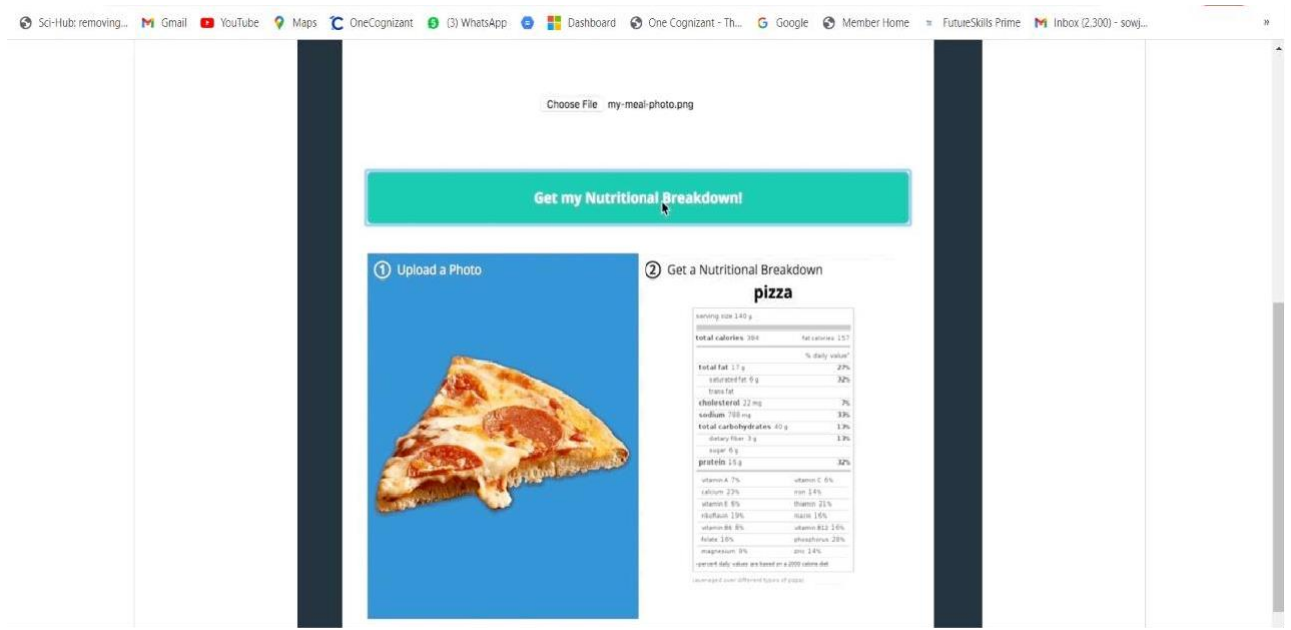 Sci-Hub: removing... Gmail YouTube Maps OneCognizant (3) WhatsApp Dashboard One Cognizant - Th... Google Member Home FutureSkills Prime Inbox (2,300) - sowj... »
Choose File my-meal-photo.png
Get my Nutritional Breakdown!
1 Upload a Photo
2 Get a Nutritional Breakdown
pizza
serving size 140 g
total calories 384 fat calories 157
% daily value*
total fat 17 g 27%
saturated fat 6 g 32%
trans fat
cholesterol 22 mg 7%
sodium 788 mg 33%
total carbohydrates 40 g 13%
dietary fiber 3 g 13%
sugar 6 g
protein 16 g 32%
vitamin A 7% vitamin C 6%
calcium 23% iron 14%
vitamin E 8% thiamin 21%
riboflavin 19% niacin 16%
vitamin B6 8% vitamin B12 16%
folate 16% phosphorus 28%
magnesium 9% zinc 14%
*percent daily values are based on a 2000 calorie diet
(averaged over different types of pizza)